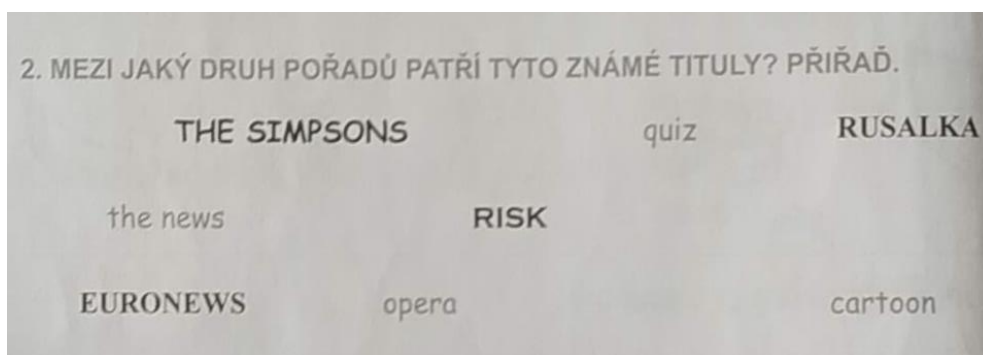 2. MEZI JAKÝ DRUH POŘADŮ PATŘÍ TYTO ZNÁMÉ TITULY? PŘIŘAĎ.
THE SIMPSONS quiz RUSALKA
the news RISK
EURONEWS opera cartoon